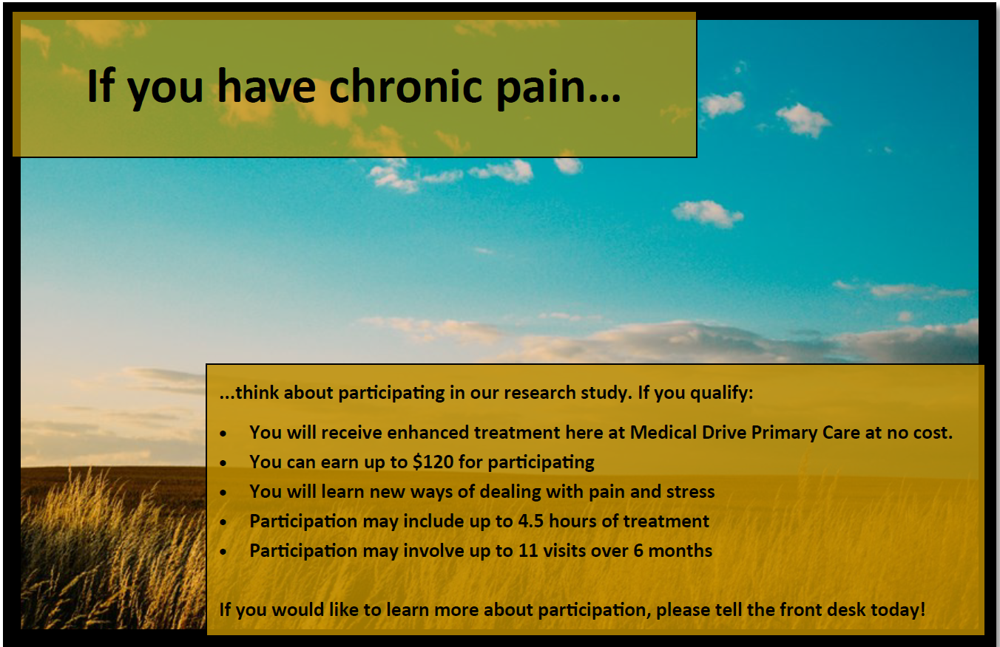 If you have chronic pain...
...think about participating in our research study. If you qualify:
• You will receive enhanced treatment here at Medical Drive Primary Care at no cost.
• You can earn up to $120 for participating
• You will learn new ways of dealing with pain and stress
• Participation may include up to 4.5 hours of treatment
• Participation may involve up to 11 visits over 6 months
If you would like to learn more about participation, please tell the front desk today!